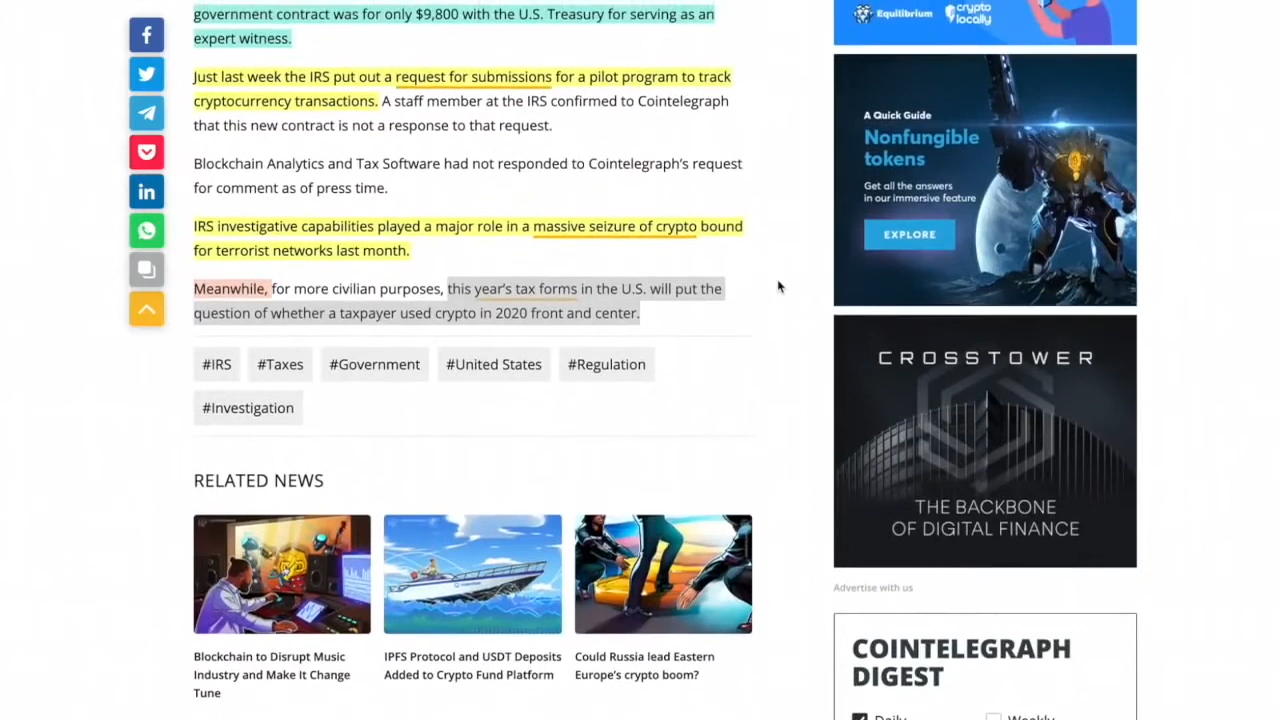 government contract was for only $9,800 with the U.S. Treasury for serving as an
expert witness.
Just last week the IRS put out a request for submissions for a pilot program to track
cryptocurrency transactions. A staff member at the IRS confirmed to Cointelegraph
that this new contract is not a response to that request.
Blockchain Analytics and Tax Software had not responded to Cointelegraph's request
for comment as of press time.
IRS investigative capabilities played a major role in a massive seizure of crypto bound
for terrorist networks last month.
Meanwhile, for more civilian purposes, this year's tax forms in the U.S. will put the
question of whether a taxpayer used crypto in 2020 front and center.
#IRS #Taxes #Government #United States #Regulation
#Investigation
RELATED NEWS
Blockchain to Disrupt Music
Industry and Make It Change
Tune
IPFS Protocol and USDT Deposits
Added to Crypto Fund Platform
Could Russia lead Eastern
Europe's crypto boom?
Equilibrium
crypto
locally
A Quick Guide
Nonfungible
tokens
Get all the answers
in our immersive feature
EXPLORE
CROSSTOWER
THE BACKBONE
OF DIGITAL FINANCE
Advertise with us
COINTELEGRAPH
DIGEST
Daily Weekly